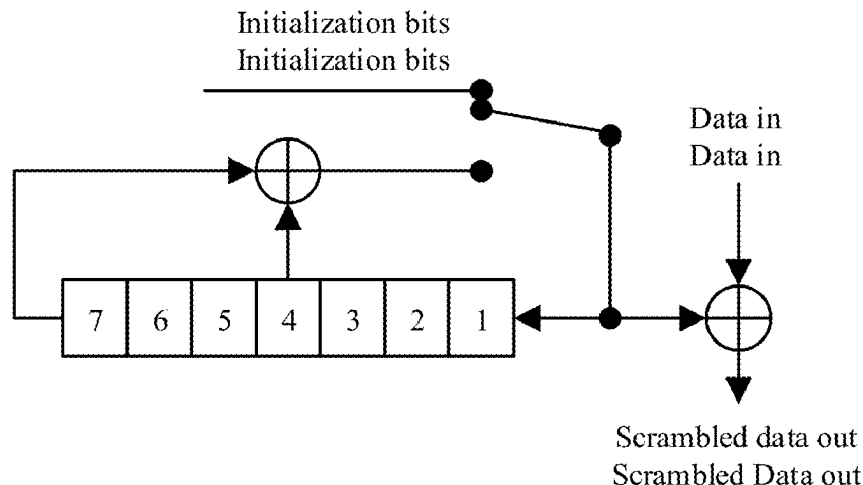 Initialization bits
Initialization bits
Data in
Data in
7 6 5 4 3 2 1
Scrambled data out
Scrambled Data out